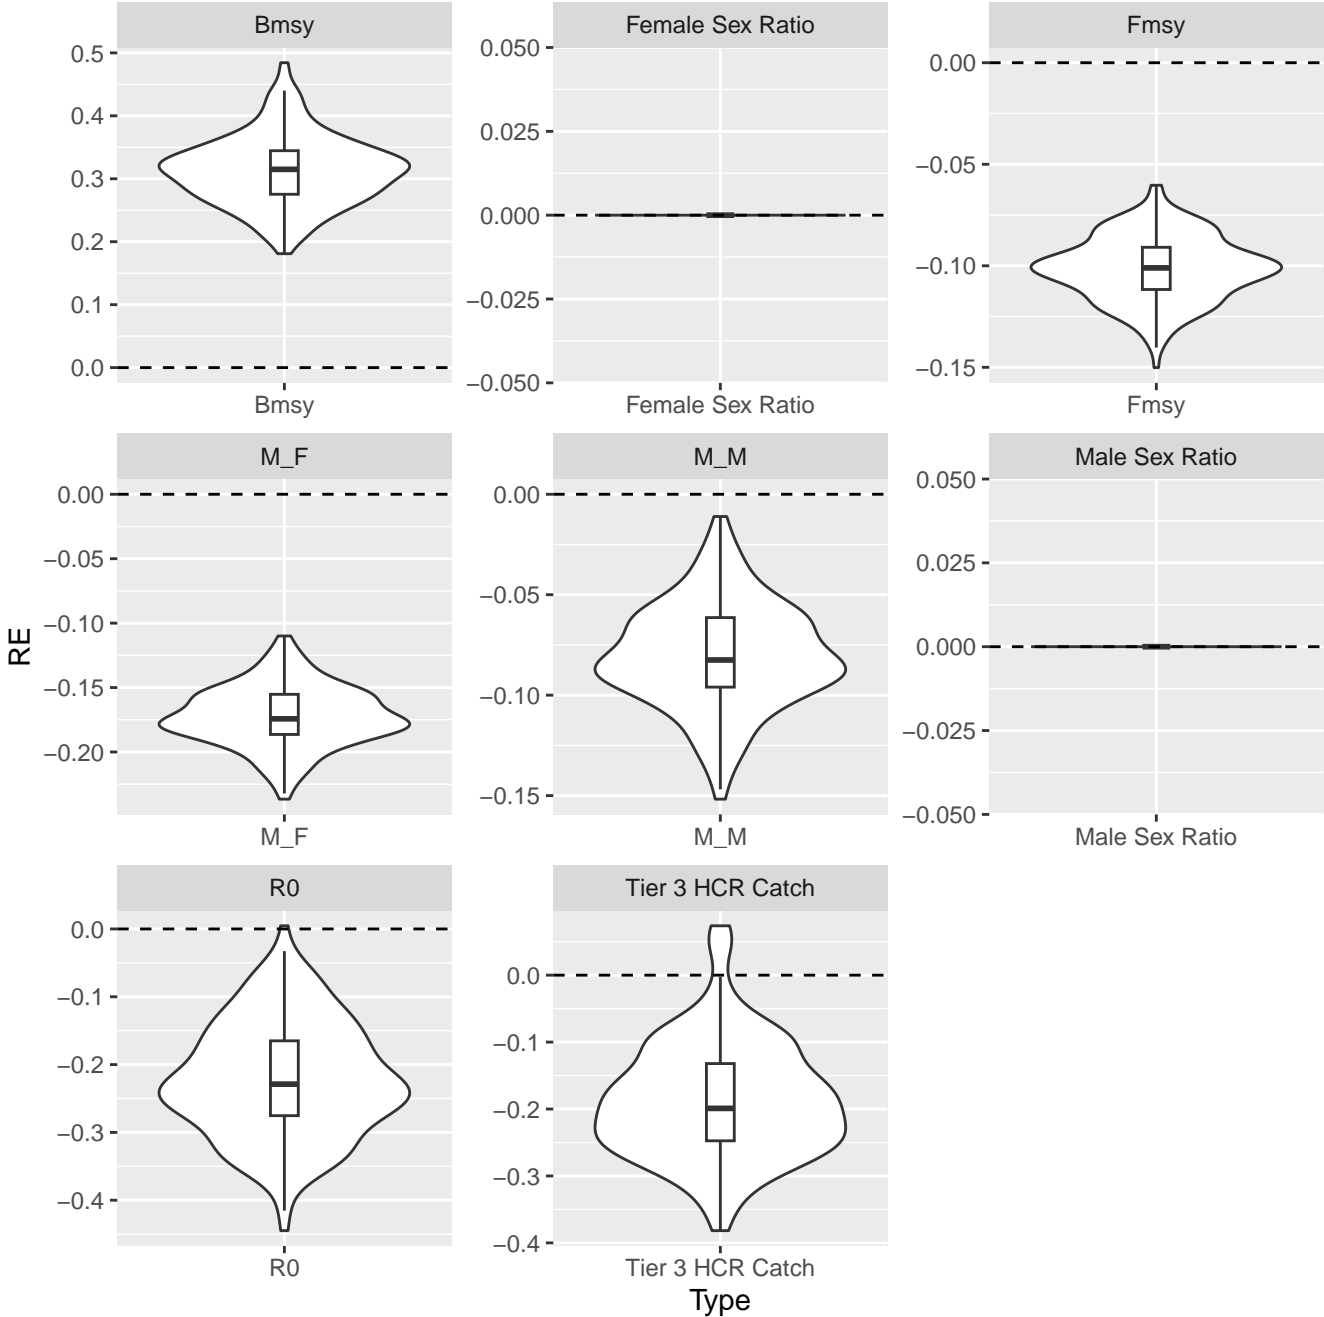 Bmsy
Female Sex Ratio
Fmsy
0.5
0.4
0.3
0.2
0.1
0.0
0.050
0.025
0.000
−0.025
−0.050
0.00
−0.05
−0.10
−0.15
Bmsy
Female Sex Ratio
Fmsy
M_F
M_M
Male Sex Ratio
RE
0.00
−0.05
−0.10
−0.15
−0.20
0.00
−0.05
−0.10
−0.15
0.050
0.025
0.000
−0.025
−0.050
M_F
M_M
Male Sex Ratio
R0
Tier 3 HCR Catch
0.0
−0.1
−0.2
−0.3
−0.4
0.0
−0.1
−0.2
−0.3
−0.4
R0
Tier 3 HCR Catch
Type